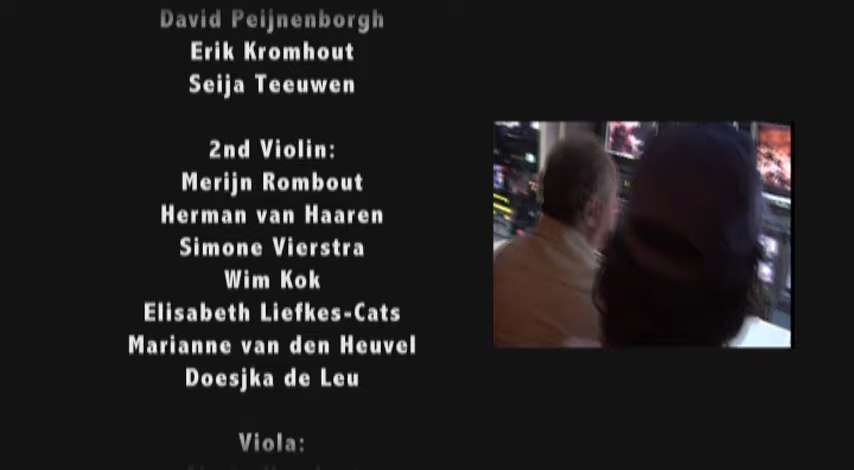 David Peijnenborgh
Erik Kromhout
Seija Teeuwen
2nd Violin:
Merijn Rombout
Herman van Haaren
Simone Vierstra
Wim Kok
Elisabeth Liefkes-Cats
Marianne van den Heuvel
Doesjka de Leu
Viola: